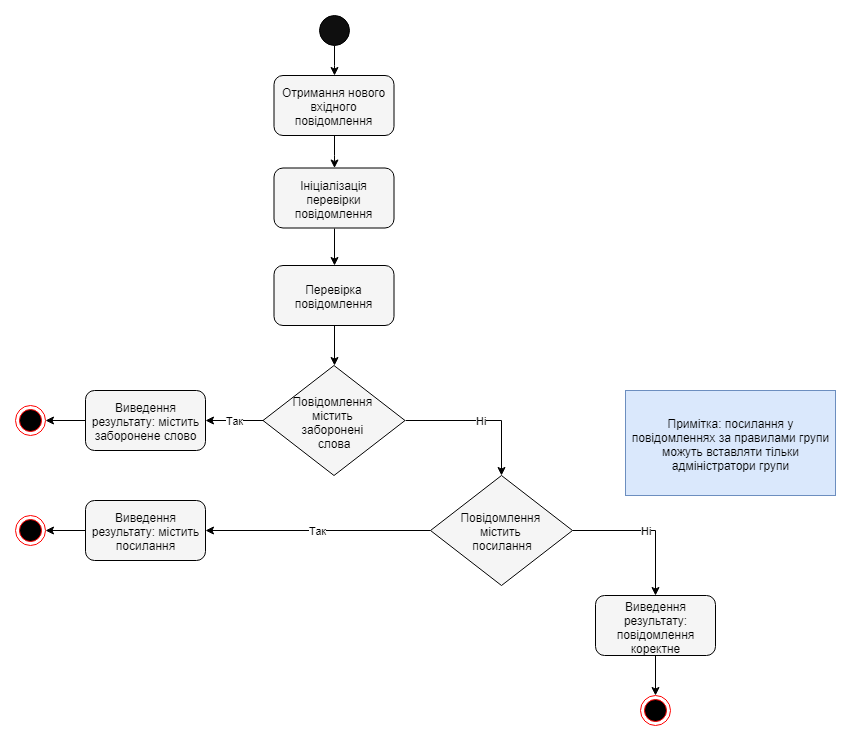 Отримання нового
вхідного
повідомлення
Ініціалізація
перевірки
повідомлення
Перевірка
повідомлення
Повідомлення
містить
заборонені
слова
Так
Виведення
результату: містить
заборонене слово
Ні
Примітка: посилання у
повідомленнях за правилами групи
можуть вставляти тільки
адміністратори групи
Повідомлення
містить
посилання
Так
Виведення
результату: містить
посилання
Ні
Виведення
результату:
повідомлення
коректне